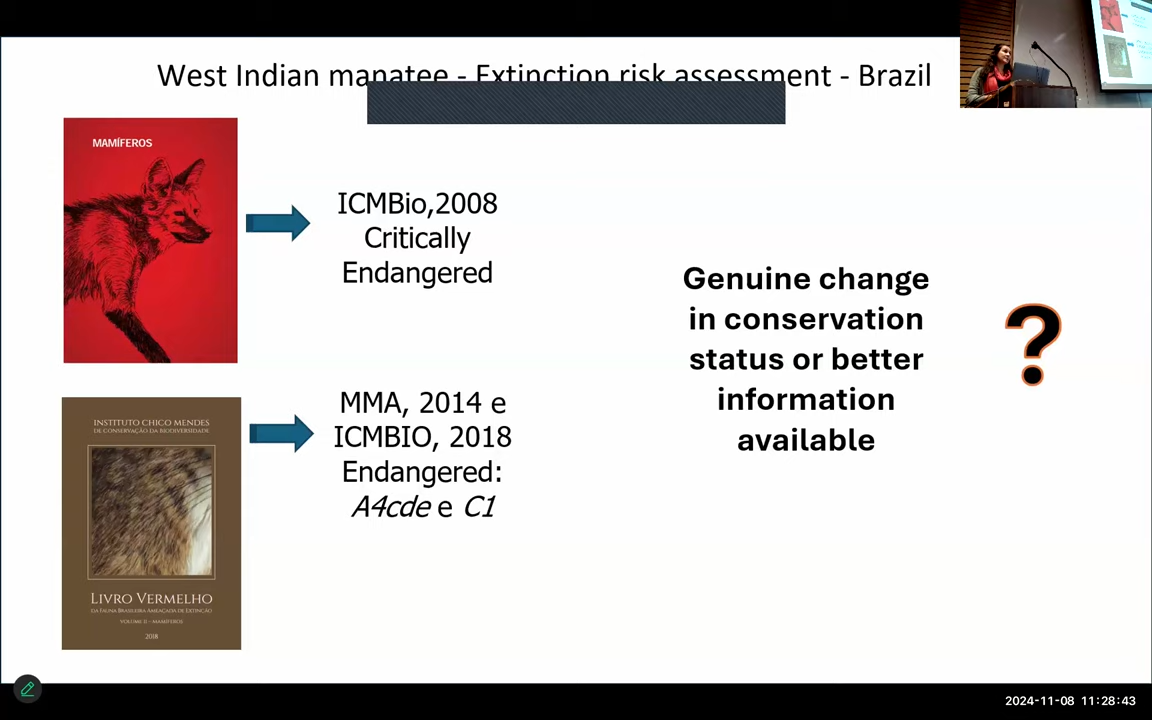 West Indian manatee - Extinction risk assessment - Brazil
MAMÍFEROS
ICMBio,2008
Critically
Endangered
Genuine change
in conservation
status or better
information
available
?
MMA, 2014 e
ICMBIO, 2018
Endangered:
A4cde e C1
INSTITUTO CHICO MENDES
DE CONSERVAÇÃO DA BIODIVERSIDADE
LIVRO VERMELHO
DA FAUNA BRASILEIRA AMEAÇADA DE EXTINÇÃO
VOLUME II - MAMÍFEROS
2018
2024-11-08 11:28:43